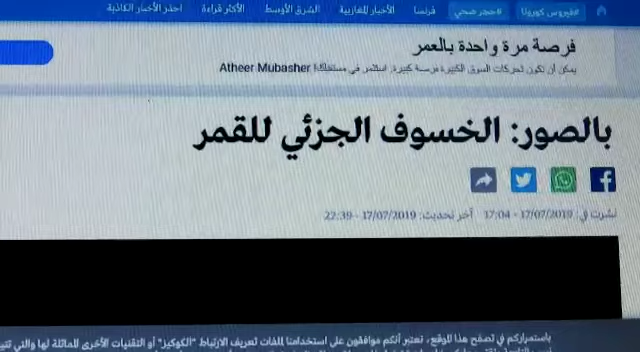 #فيروس كورونا #حجر صحي فرنسا الأخبار المغاربية الشرق الأوسط الأكثر قراءة احذر الأخبار الكاذبة
فرصة مرة واحدة بالعمر
يمكن أن تكون تحركات السوق الكبيرة فرصة كبيرة. استثمر في مستقبلك! Atheer Mubasher
بالصور: الخسوف الجزئي للقمر
نشرت في: 17/07/2019 - 17:04 آخر تحديث: 17/07/2019 - 22:39
باستمراركم في تصفح هذا الموقع، تعتبر أنكم موافقون على استخدامنا لملفات تعريف الارتباط "الكوكيز" أو التقنيات الأخرى المماثلة لها والتي تتيح